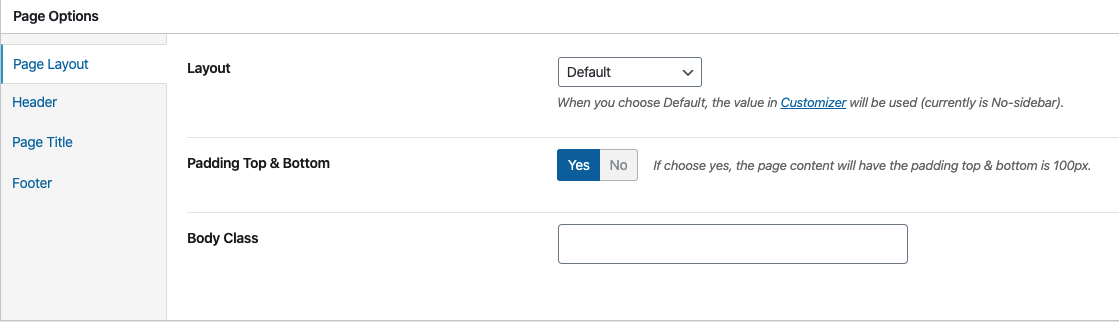 Page Options
Page Layout
Header
Page Title
Footer
Layout
Default
When you choose Default, the value in Customizer will be used (currently is No-sidebar).
Padding Top & Bottom
Yes No If choose yes, the page content will have the padding top & bottom is 100px.
Body Class